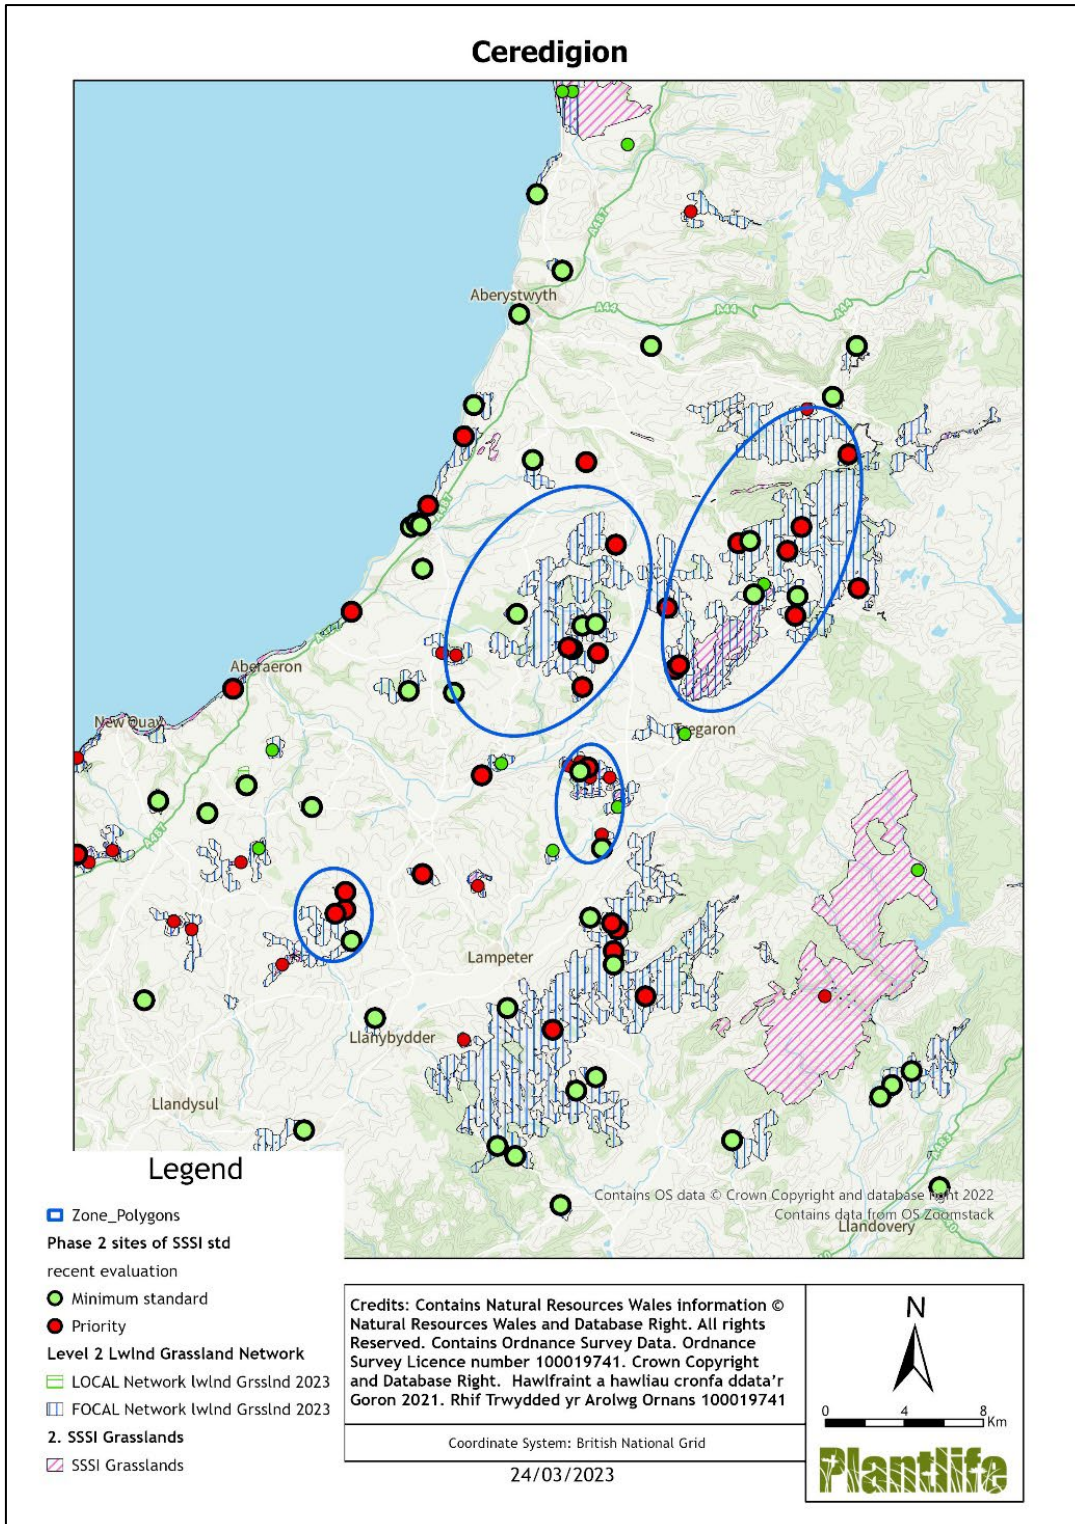 Ceredigion
A487
Aberystwyth
A44
A44
A487
Aberaeron
New Quay
Tregaron
A487
Lampeter
Llanybydder
Llandysul
Contains OS data © Crown Copyright and database right 2022
Contains data from OS Zoomstack
Llandovery
Legend
Zone_Polygons
Phase 2 sites of SSSI std
recent evaluation
Minimum standard
Priority
Level 2 Lwlnd Grassland Network
LOCAL Network lwlnd Grsslnd 2023
FOCAL Network lwlnd Grsslnd 2023
2. SSSI Grasslands
SSSI Grasslands
Credits: Contains Natural Resources Wales information ©
Natural Resources Wales and Database Right. All rights
Reserved. Contains Ordnance Survey Data. Ordnance
Survey Licence number 100019741. Crown Copyright
and Database Right. Hawlfraint a hawliau cronfa ddata'r
Goron 2021. Rhif Trwydded yr Arolwg Ornans 100019741
Coordinate System: British National Grid
24/03/2023
N
0 4 8
Km
Plantlife